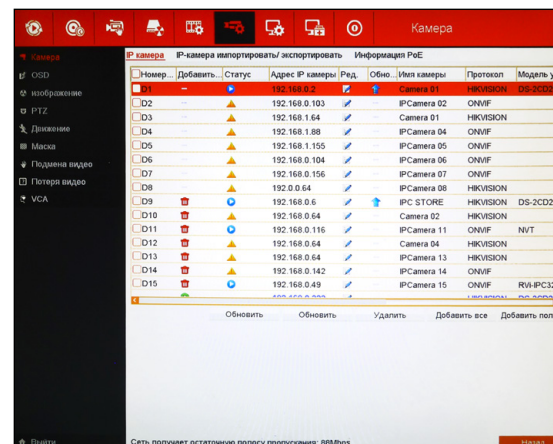 Камера
Камера
OSD
изображение
PTZ
Движение
Маска
Подмена видео
Потеря видео
VCA
IP камера IP-камера импортировать/ экспортировать Информация PoE
Номер... Добавить... Статус Адрес IP камеры Ред. Обно... Имя камеры Протокол Модель у
D1 – 192.168.0.2 Camera 01 HIKVISION DS-2CD2
D2 192.168.0.103 IPCamera 02 ONVIF
D3 192.168.1.64 Camera 01 HIKVISION
D4 192.168.1.88 IPCamera 04 ONVIF
D5 192.168.1.155 IPCamera 05 ONVIF
D6 192.168.0.104 IPCamera 06 ONVIF
D7 192.168.0.156 IPCamera 07 ONVIF
D8 192.0.0.64 IPCamera 08 HIKVISION
D9 192.168.0.6 IPC STORE HIKVISION DS-2CD2
D10 192.168.0.64 Camera 02 HIKVISION
D11 192.168.0.116 IPCamera 11 ONVIF NVT
D12 192.168.0.64 Camera 04 HIKVISION
D13 192.168.0.64 IPCamera 13 HIKVISION
D14 192.168.0.142 IPCamera 14 ONVIF
D15 192.168.0.49 IPCamera 15 ONVIF RVi-IPC32
Обновить Обновить Удалить Добавить все Добавить пол
Выйти
Сеть получает остаточную полосу пропускания: 86Mbps
Назад